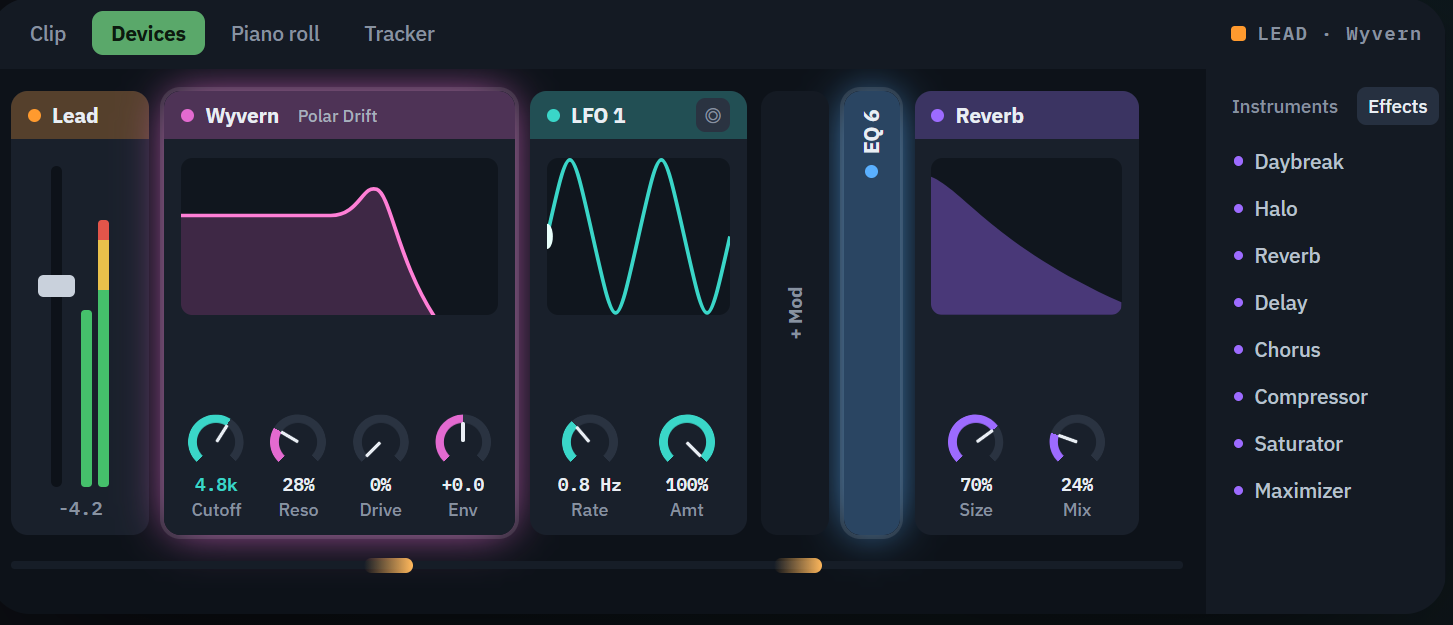 Clip Devices Piano roll Tracker LEAD · Wyvern
Lead
-4.2
Wyvern Polar Drift
4.8k 28% 0% +0.0
Cutoff Reso Drive Env
LFO 1
0.8 Hz 100%
Rate Amt
+ Mod
EQ 6
Reverb
70% 24%
Size Mix
Instruments Effects
Daybreak
Halo
Reverb
Delay
Chorus
Compressor
Saturator
Maximizer